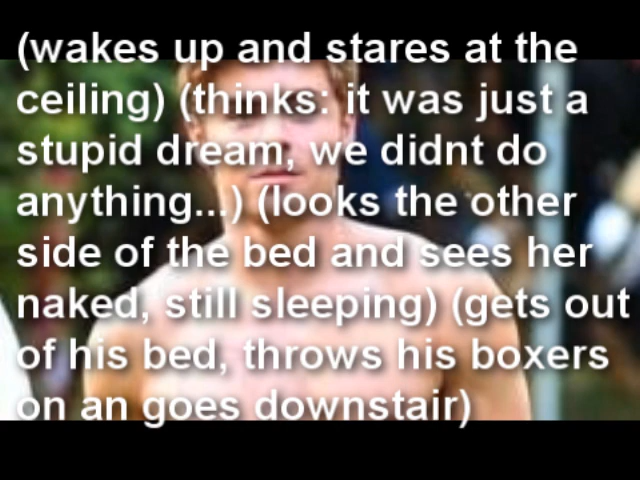 (wakes up and stares at the
ceiling) (thinks: it was just a
stupid dream, we didnt do
anything...) (looks the other
side of the bed and sees her
naked, still sleeping) (gets out
of his bed, throws his boxers
on an goes downstair)